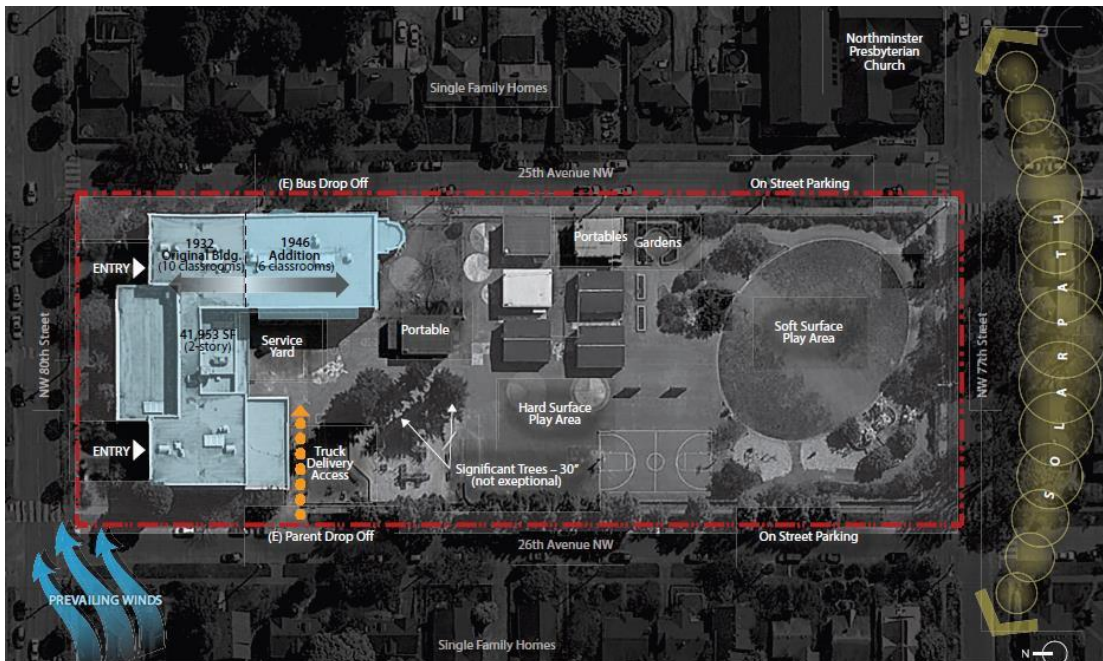 Northminster
Presbyterian
Church
Single Family Homes
25th Avenue NW
(E) Bus Drop Off
On Street Parking
1932
Original Bldg.
(10 classrooms)
1946
Addition
(6 classrooms)
Portables
Gardens
ENTRY
41,953 SF
(2-story)
Service
Yard
Portable
Soft Surface
Play Area
NW 80th Street
NW 77th Street
SOLAR PATH
Hard Surface
Play Area
ENTRY
Truck
Delivery
Access
Significant Trees – 30"
(not exeptional)
(E) Parent Drop Off
26th Avenue NW
On Street Parking
PREVAILING WINDS
Single Family Homes
N